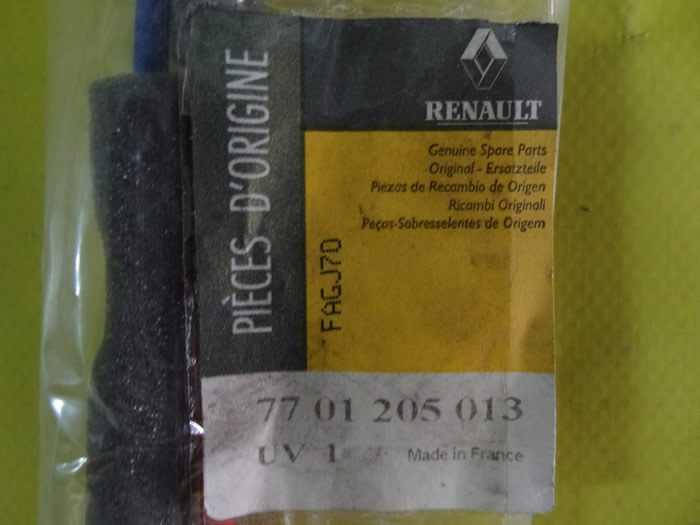 PIÈCES D'ORIGINE
RENAULT
Genuine Spare Parts
Original - Ersatzteile
Piezas de Recambio de Origen
Ricambi Originali
Peças-Sobresselentes de Origem
FAGJ70
77 01 205 013
UV 1
Made in France